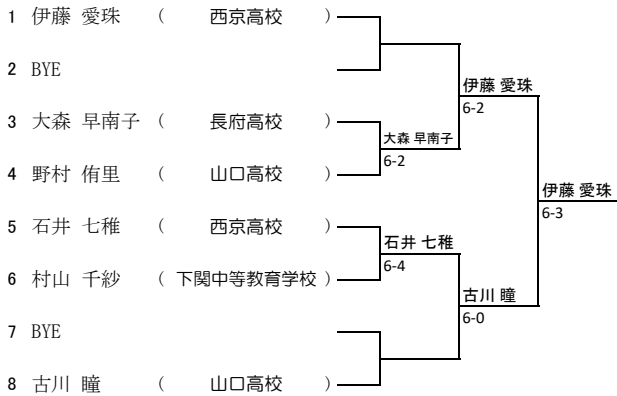 1 伊藤 愛珠 ( 西京高校 )
2 BYE
伊藤 愛珠
6-2
3 大森 早南子 ( 長府高校 )
大森 早南子
6-2
4 野村 侑里 ( 山口高校 )
伊藤 愛珠
6-3
5 石井 七稚 ( 西京高校 )
石井 七稚
6-4
6 村山 千紗 ( 下関中等教育学校 )
古川 瞳
6-0
7 BYE
8 古川 瞳 ( 山口高校 )